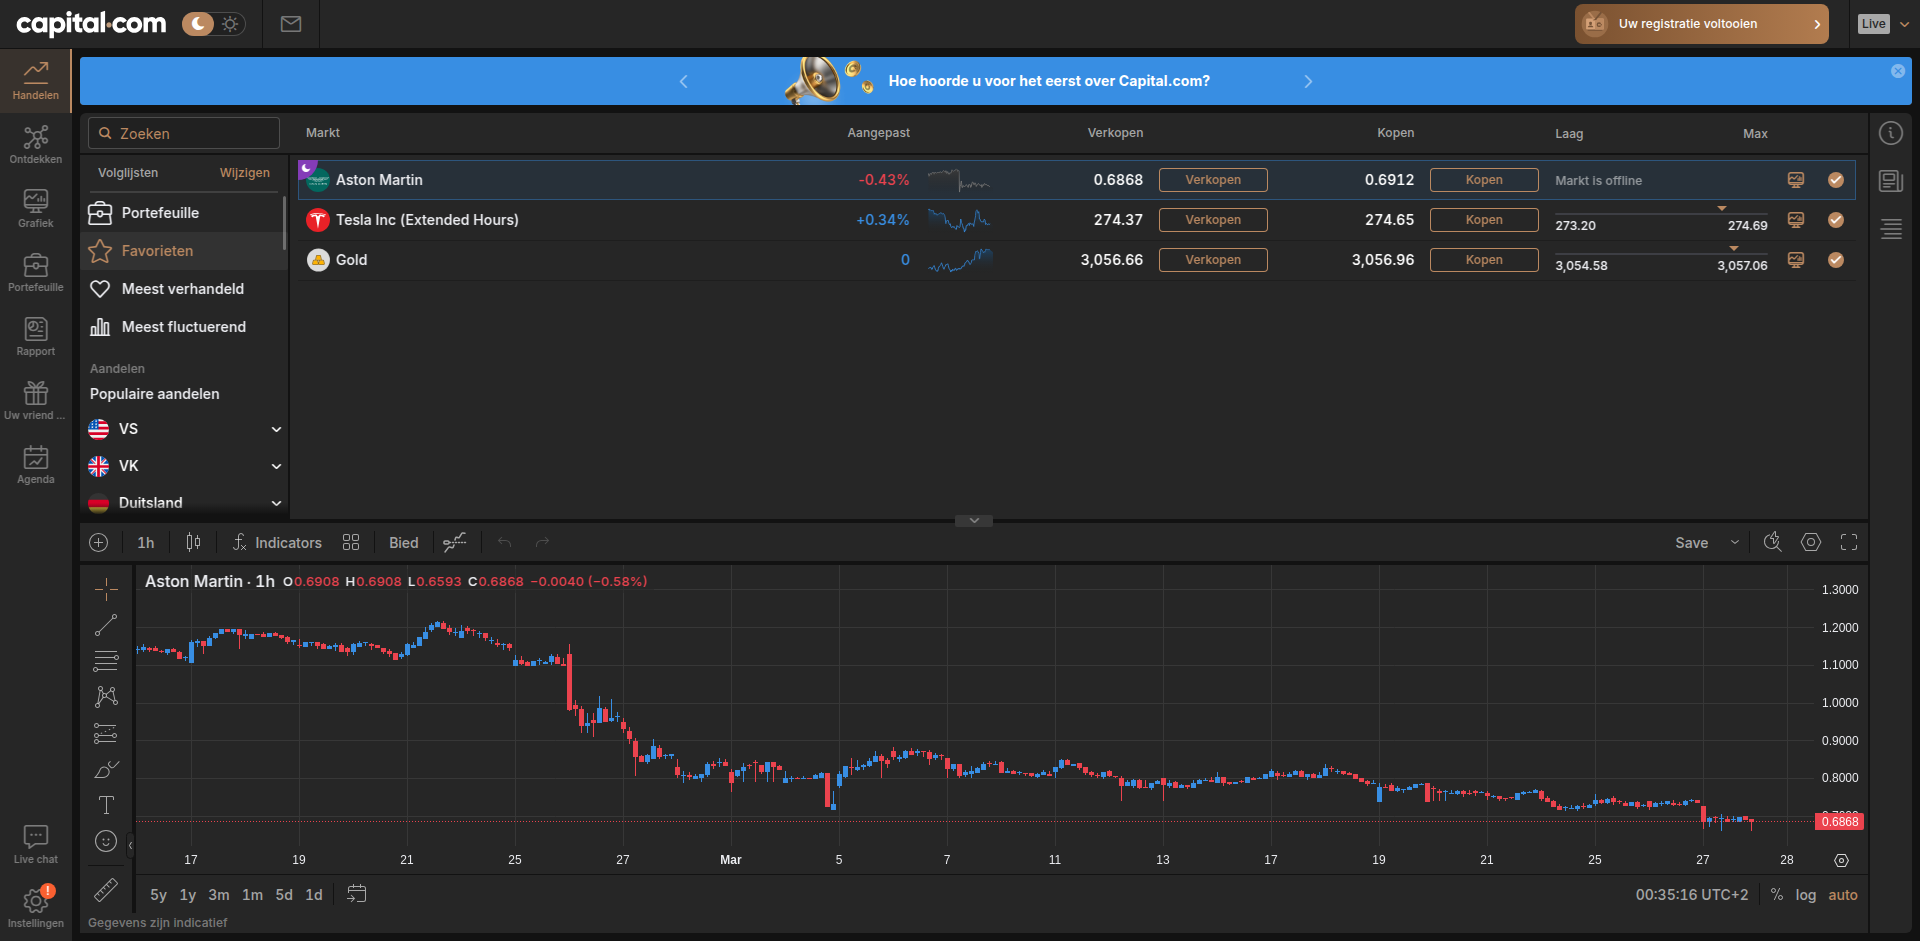 capital.com
Uw registratie voltooien
Live
Handelen
Hoe hoorde u voor het eerst over Capital.com?
Zoeken
Markt Aangepast Verkopen Kopen Laag Max
Ontdekken
Volglijsten Wijzigen
Aston Martin -0.43% 0.6868 Verkopen 0.6912 Kopen Markt is offline
Portefeuille
Tesla Inc (Extended Hours) +0.34% 274.37 Verkopen 274.65 Kopen 273.20 274.69
Grafiek
Favorieten
Gold 0 3,056.66 Verkopen 3,056.96 Kopen 3,054.58 3,057.06
Portefeuille
Meest verhandeld
Meest fluctuerend
Rapport
Aandelen
Populaire aandelen
Uw vriend ...
VS
VK
Agenda
Duitsland
1h Indicators Bied Save
Aston Martin · 1h O0.6908 H0.6908 L0.6593 C0.6868 −0.0040 (−0.58%)
1.3000
1.2000
1.1000
1.0000
0.9000
0.8000
0.6868
17 19 21 25 27 Mar 5 7 11 13 17 19 21 25 27 28
Live chat
5y 1y 3m 1m 5d 1d 00:35:16 UTC+2 % log auto
Instellingen
Gegevens zijn indicatief